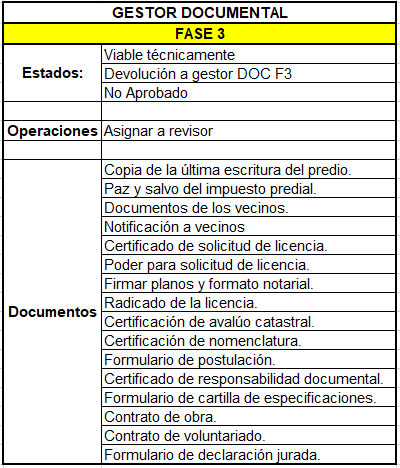 GESTOR DOCUMENTAL
FASE 3
Estados:
Viable técnicamente
Devolución a gestor DOC F3
No Aprobado
Operaciones
Asignar a revisor
Documentos
Copia de la última escritura del predio.
Paz y salvo del impuesto predial.
Documentos de los vecinos.
Notificación a vecinos
Certificado de solicitud de licencia.
Poder para solicitud de licencia.
Firmar planos y formato notarial.
Radicado de la licencia.
Certificación de avalúo catastral.
Certificación de nomenclatura.
Formulario de postulación.
Certificado de responsabilidad documental.
Formulario de cartilla de especificaciones.
Contrato de obra.
Contrato de voluntariado.
Formulario de declaración jurada.